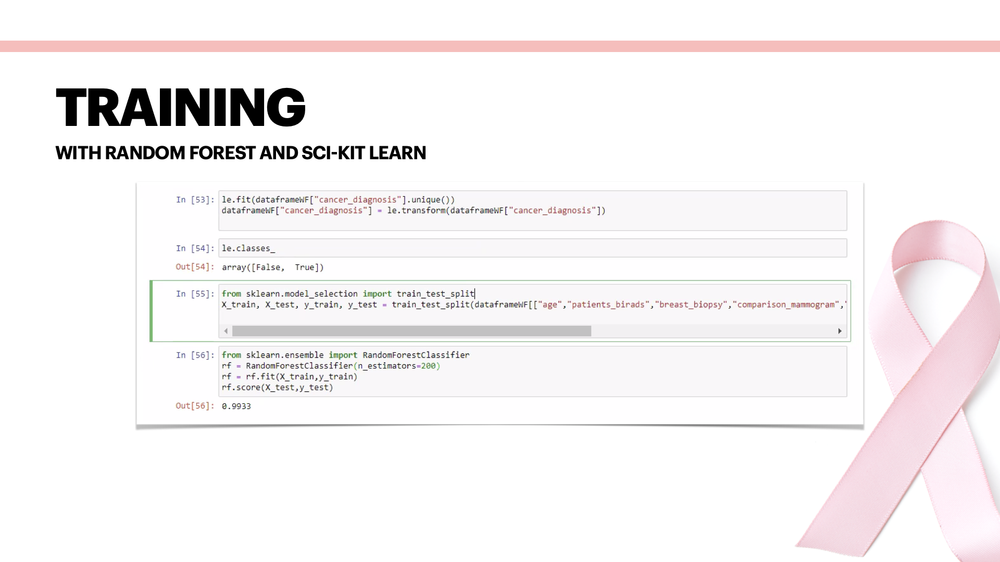 TRAINING
WITH RANDOM FOREST AND SCI-KIT LEARN
In [53]: le.fit(dataframeWF["cancer_diagnosis"].unique())
dataframeWF["cancer_diagnosis"] = le.transform(dataframeWF["cancer_diagnosis"])
In [54]: le.classes_
Out[54]: array([False,  True])
In [55]: from sklearn.model_selection import train_test_split
X_train, X_test, y_train, y_test = train_test_split(dataframeWF[["age","patients_birads","breast_biopsy","comparison_mammogram","
In [56]: from sklearn.ensemble import RandomForestClassifier
rf = RandomForestClassifier(n_estimators=200)
rf = rf.fit(X_train,y_train)
rf.score(X_test,y_test)
Out[56]: 0.9933